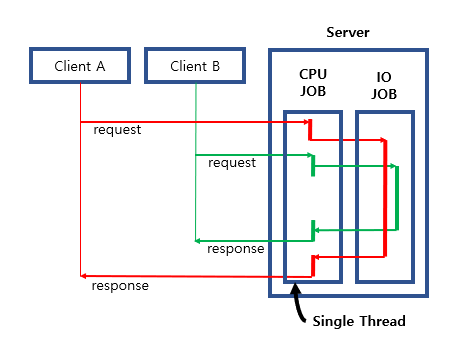 Server
Client A
Client B
CPU
JOB
IO
JOB
request
request
response
response
Single Thread